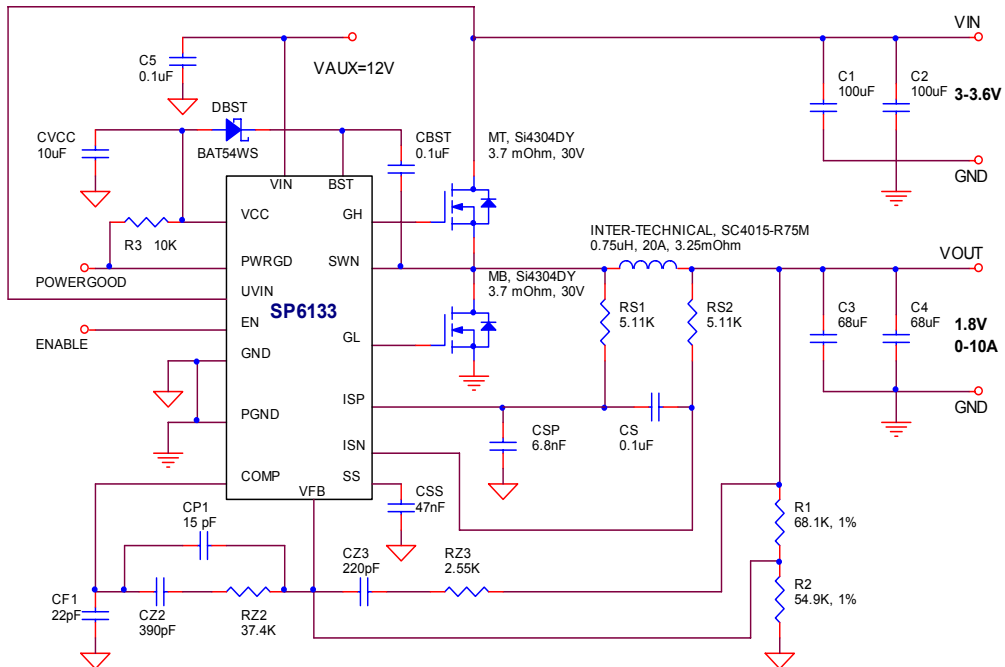 VIN
C5
0.1uF
VAUX=12V
C1
100uF
C2
100uF
3-3.6V
GND
DBST
BAT54WS
CVCC
10uF
CBST
0.1uF
MT, Si4304DY
3.7 mOhm, 30V
VIN
BST
VCC
GH
R3 10K
POWERGOOD
PWRGD
SWN
UVIN
SP6133
ENABLE
EN
GL
GND
PGND
ISP
ISN
COMP
SS
VFB
INTER-TECHNICAL, SC4015-R75M
0.75uH, 20A, 3.25mOhm
MB, Si4304DY
3.7 mOhm, 30V
RS1
5.11K
RS2
5.11K
VOUT
C3
68uF
C4
68uF
1.8V
0-10A
GND
CSP
6.8nF
CS
0.1uF
CSS
47nF
CP1
15 pF
CF1
22pF
CZ2
390pF
RZ2
37.4K
CZ3
220pF
RZ3
2.55K
R1
68.1K, 1%
R2
54.9K, 1%